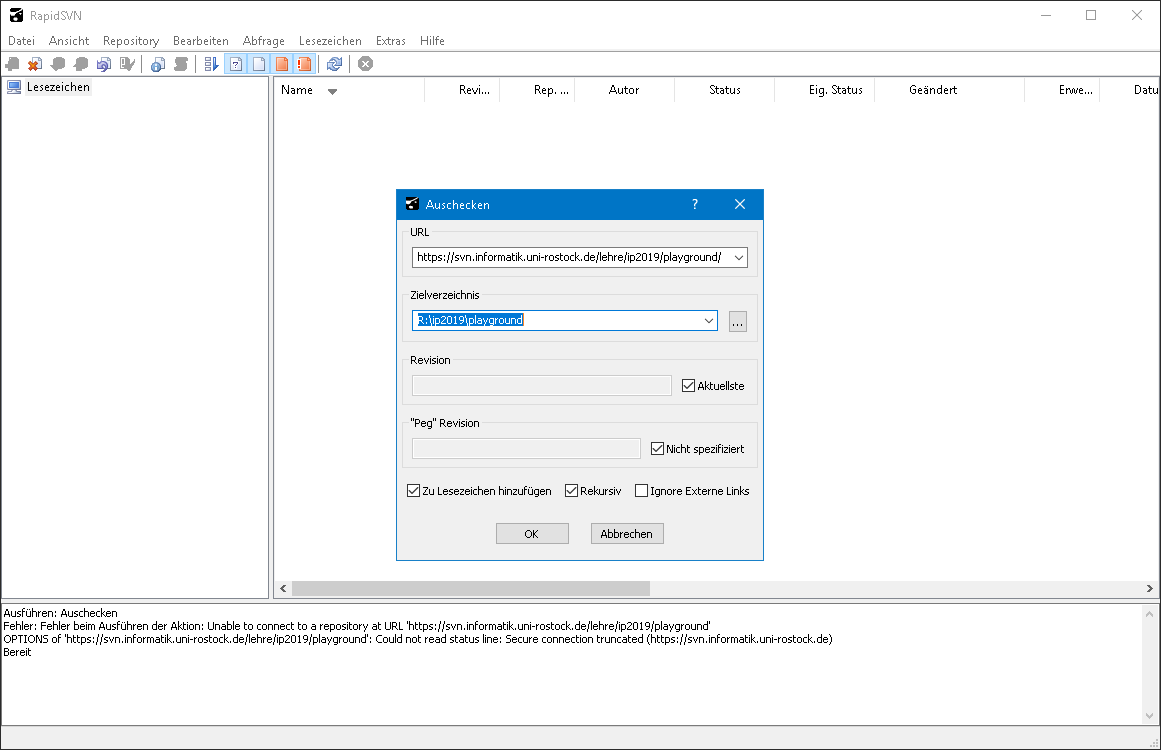 RapidSVN
Datei Ansicht Repository Bearbeiten Abfrage Lesezeichen Extras Hilfe
Lesezeichen
Name Revi... Rep. ... Autor Status Eig. Status Geändert Erwe... Datu
Auschecken ?
URL
https://svn.informatik.uni-rostock.de/lehre/ip2019/playground/
Zielverzeichnis
R:\ip2019\playground ...
Revision
Aktuellste
"Peg" Revision
Nicht spezifiziert
Zu Lesezeichen hinzufügen Rekursiv Ignore Externe Links
OK Abbrechen
Ausführen: Auschecken
Fehler: Fehler beim Ausführen der Aktion: Unable to connect to a repository at URL 'https://svn.informatik.uni-rostock.de/lehre/ip2019/playground'
OPTIONS of 'https://svn.informatik.uni-rostock.de/lehre/ip2019/playground': Could not read status line: Secure connection truncated (https://svn.informatik.uni-rostock.de)
Bereit